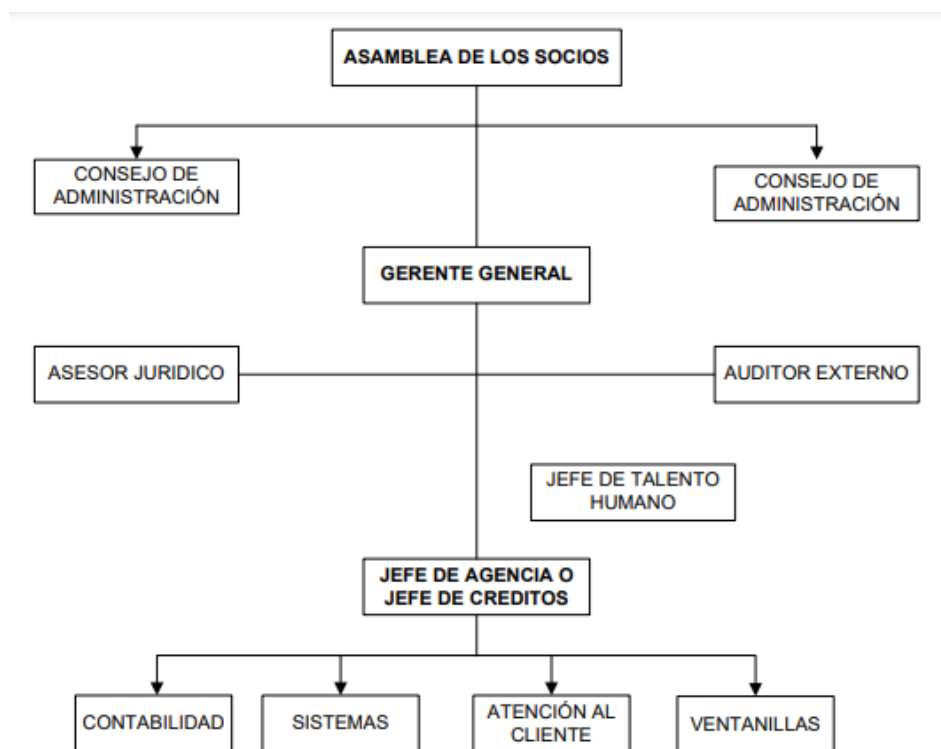 ASAMBLEA DE LOS SOCIOS
CONSEJO DE
ADMINISTRACIÓN
CONSEJO DE
ADMINISTRACIÓN
GERENTE GENERAL
ASESOR JURIDICO
AUDITOR EXTERNO
JEFE DE TALENTO
HUMANO
JEFE DE AGENCIA O
JEFE DE CREDITOS
CONTABILIDAD
SISTEMAS
ATENCIÓN AL
CLIENTE
VENTANILLAS